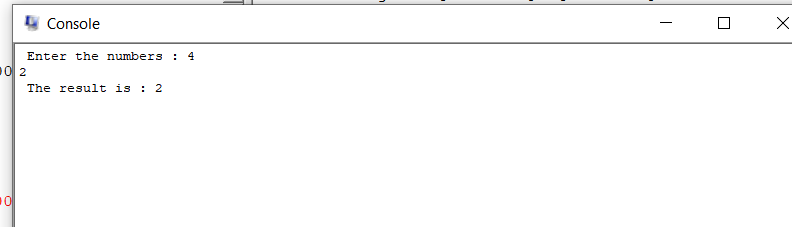 Console
Enter the numbers : 4
2
The result is : 2